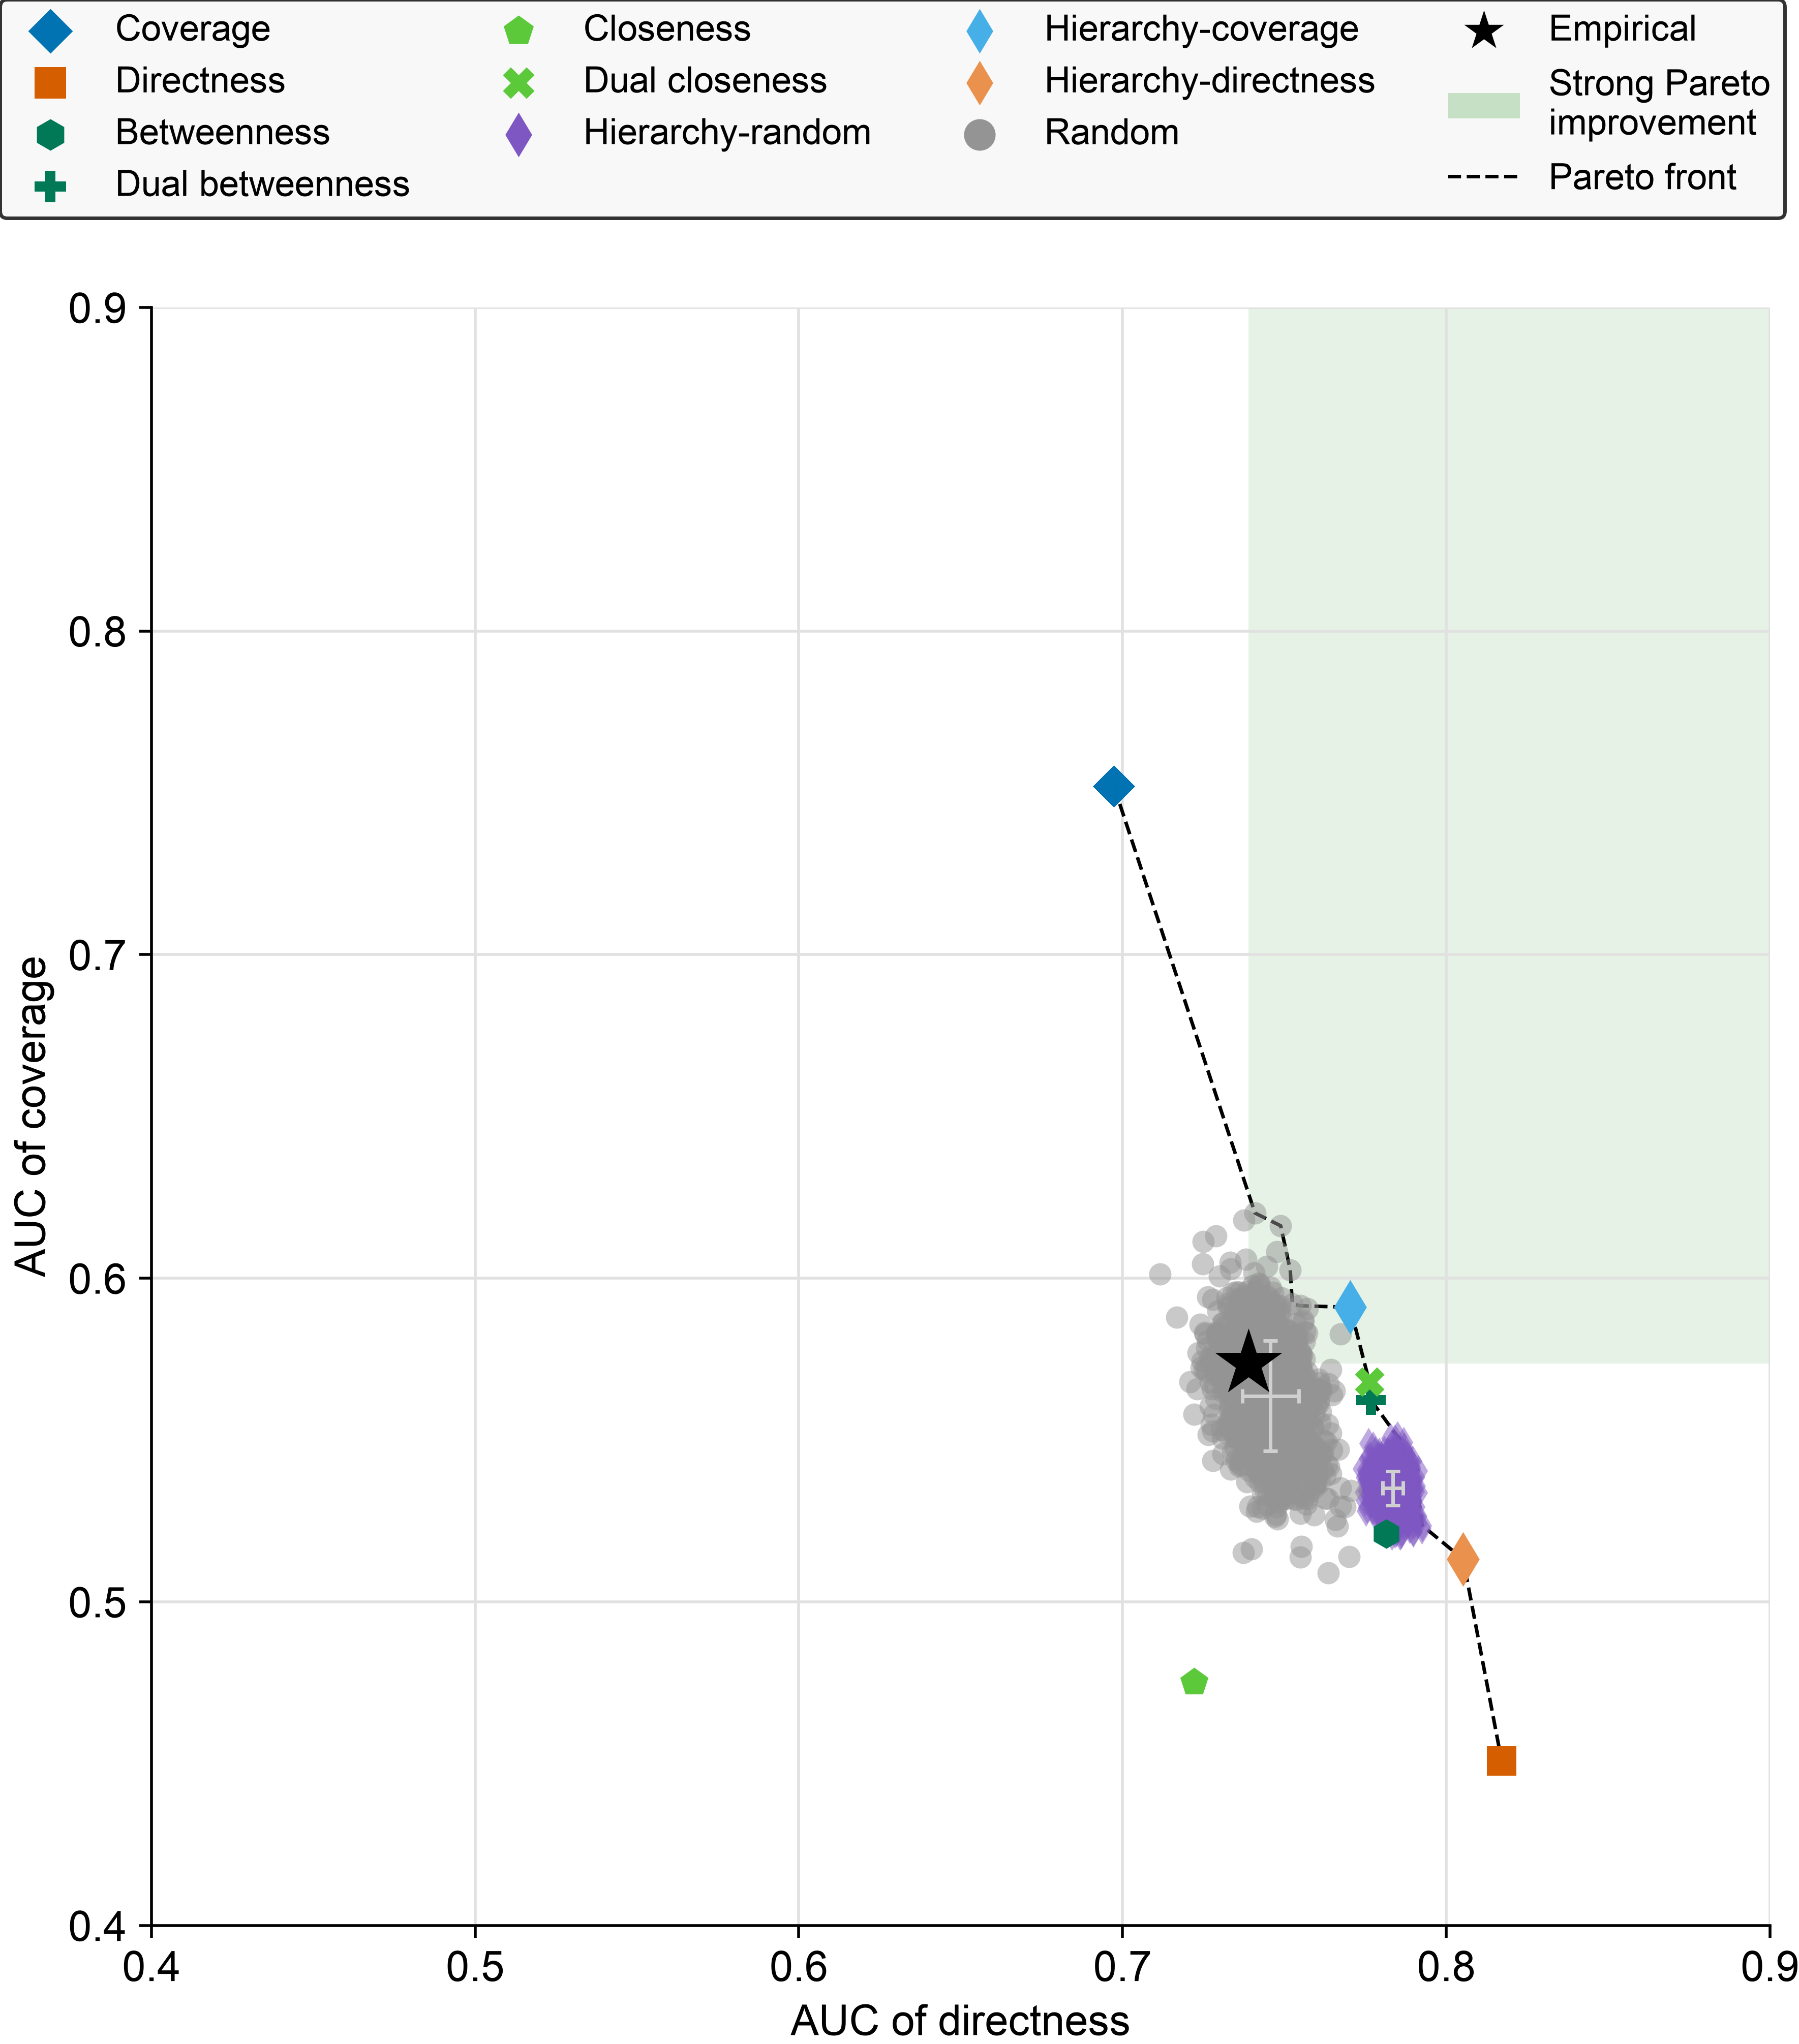 Coverage
Directness
Betweenness
Dual betweenness
Closeness
Dual closeness
Hierarchy-random
Hierarchy-coverage
Hierarchy-directness
Random
Empirical
Strong Pareto
improvement
Pareto front
AUC of coverage
0.9
0.8
0.7
0.6
0.5
0.4
0.4
0.5
0.6
0.7
0.8
0.9
AUC of directness